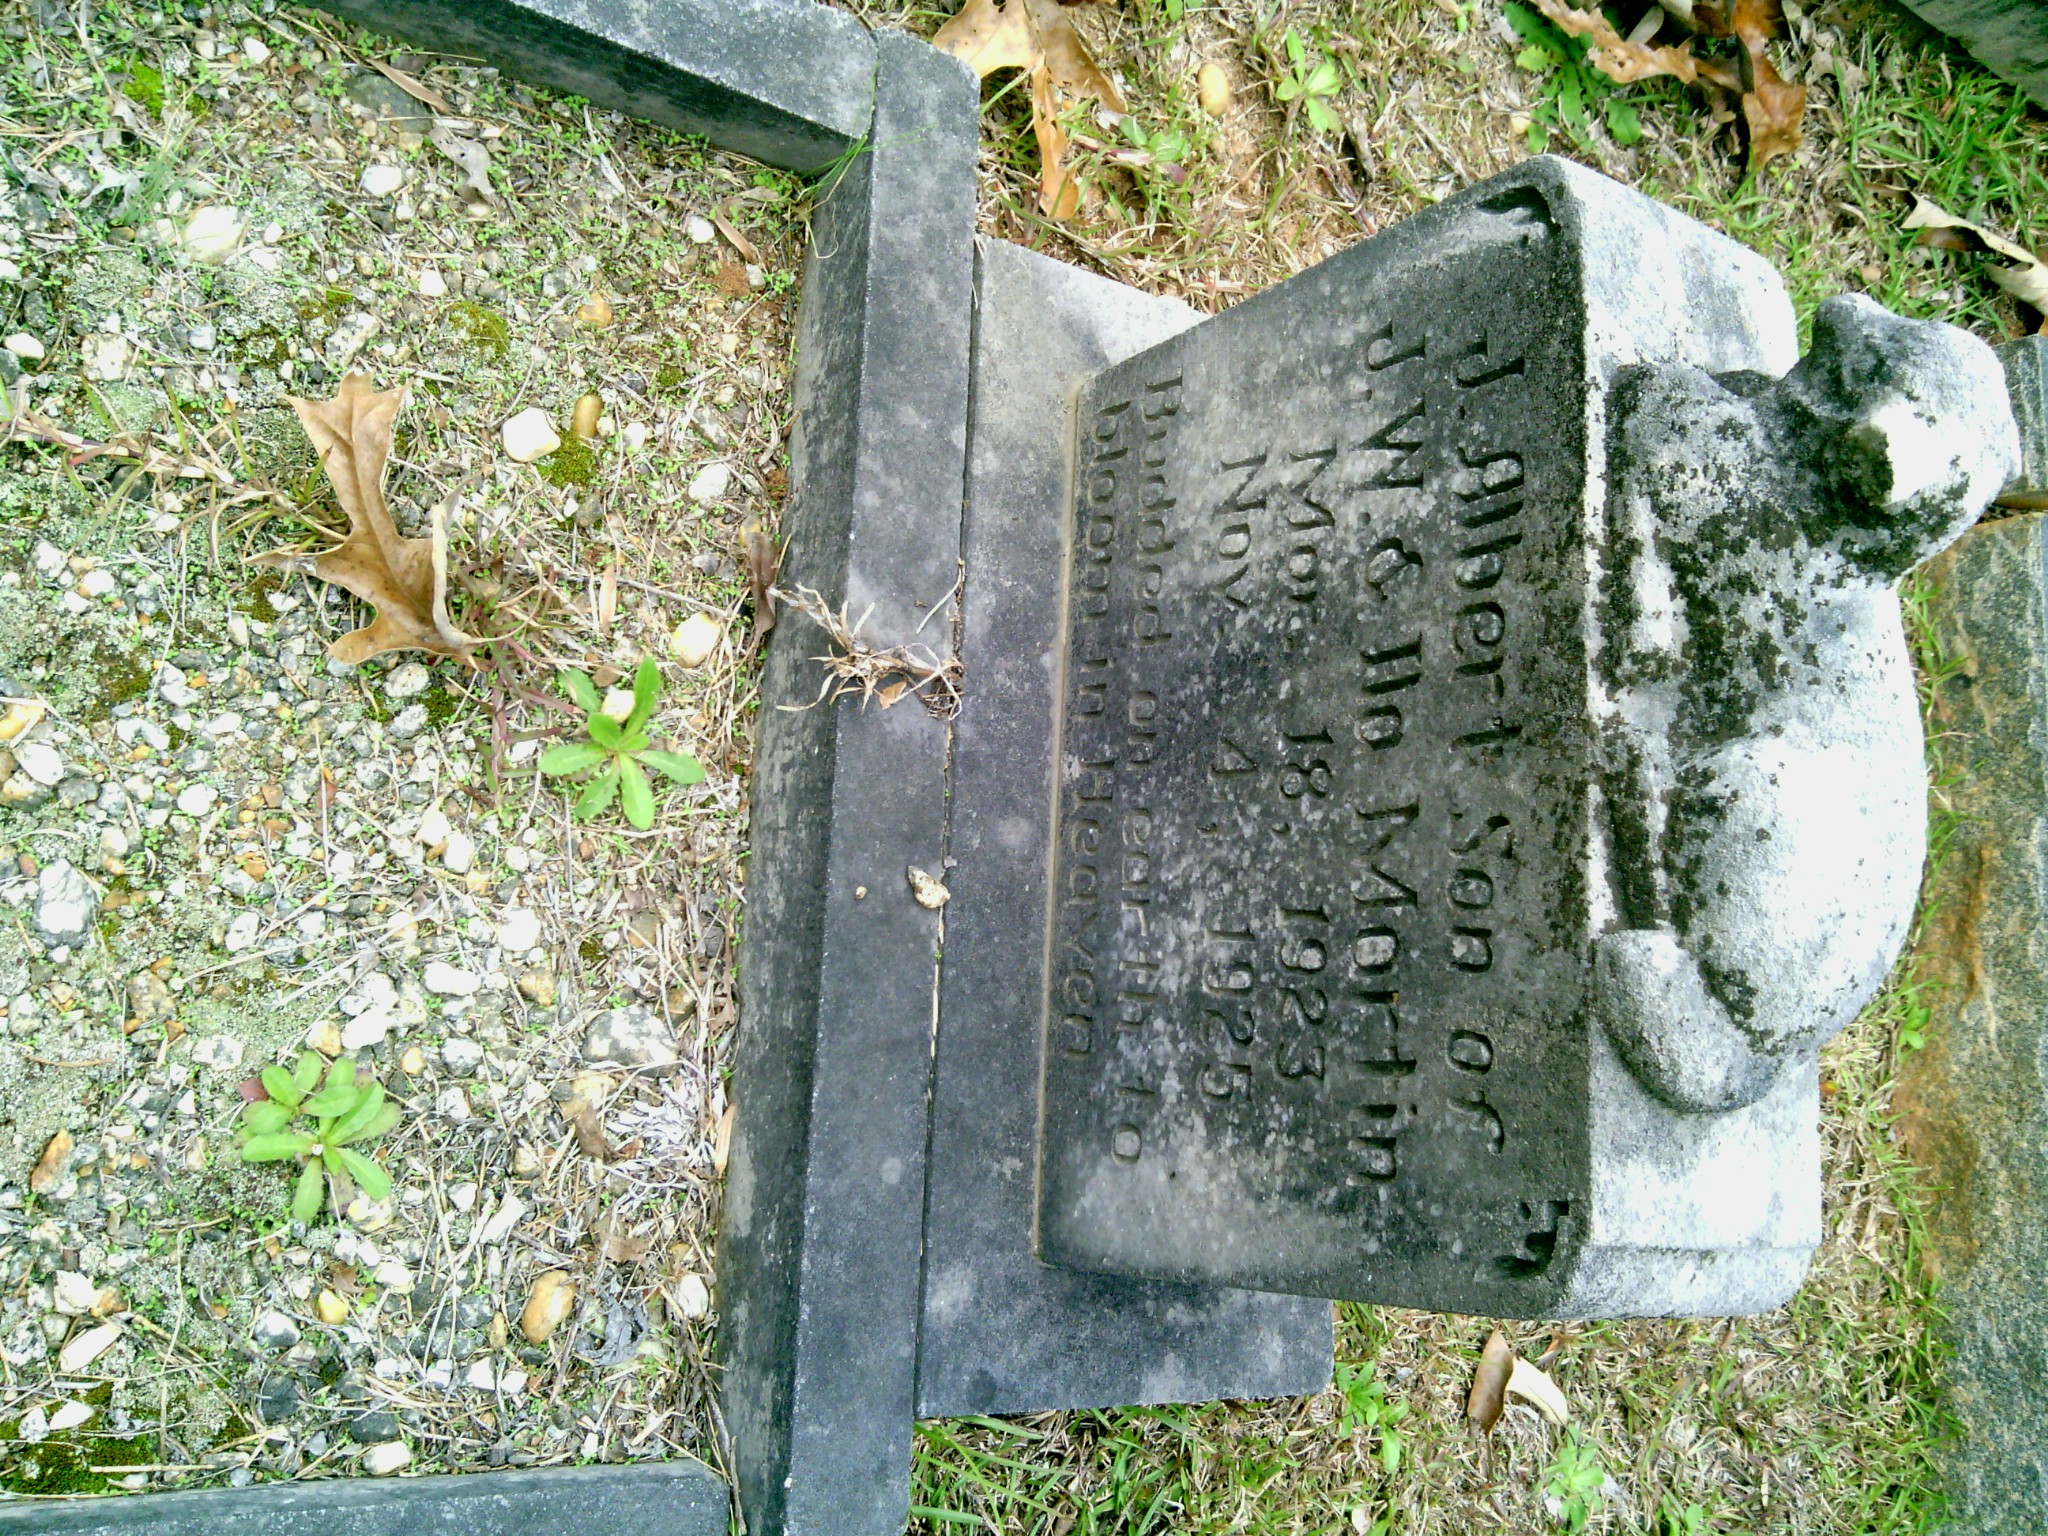 J. Albert Son of
J.W. & Ila Martin
Mar. 18, 1923
Nov. 4, 1925
Budded on earth to
bloom in Heaven